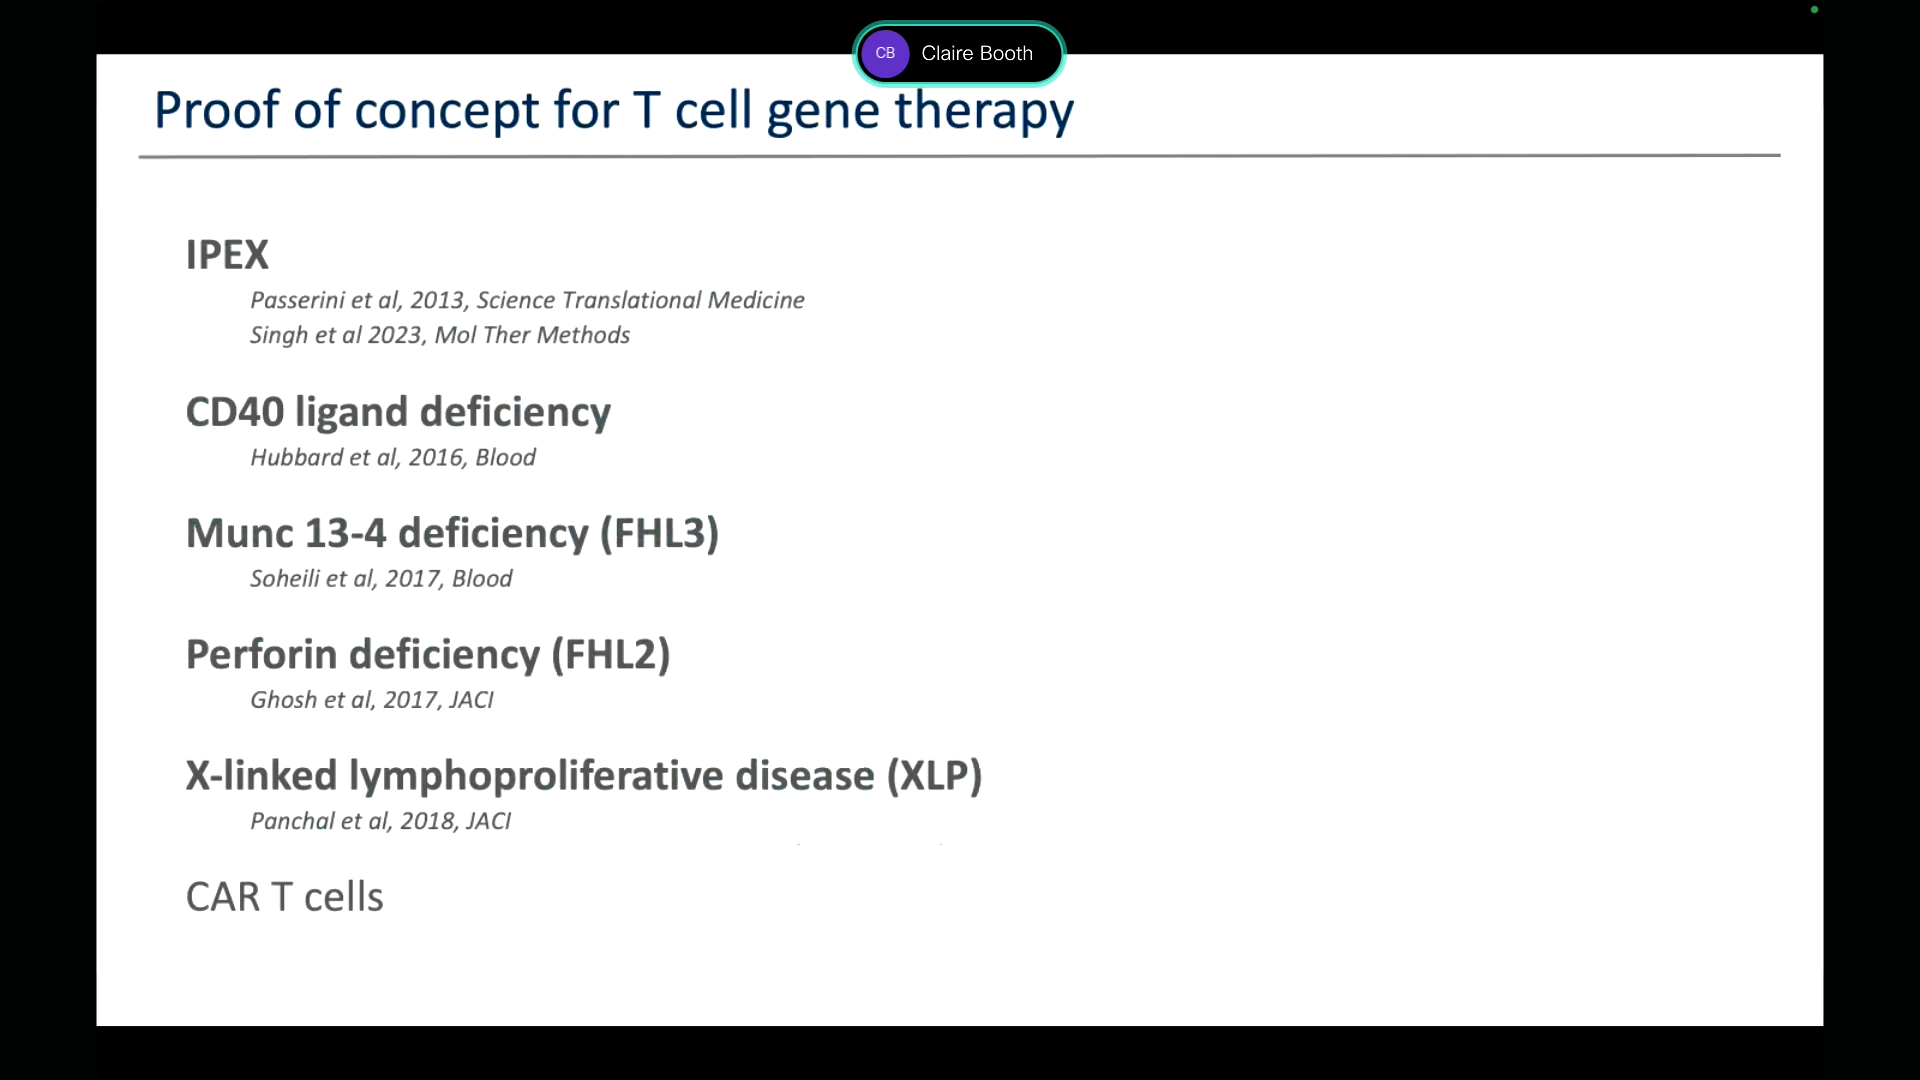 CB Claire Booth
Proof of concept for T cell gene therapy
IPEX
Passerini et al, 2013, Science Translational Medicine
Singh et al 2023, Mol Ther Methods
CD40 ligand deficiency
Hubbard et al, 2016, Blood
Munc 13-4 deficiency (FHL3)
Soheili et al, 2017, Blood
Perforin deficiency (FHL2)
Ghosh et al, 2017, JACI
X-linked lymphoproliferative disease (XLP)
Panchal et al, 2018, JACI
CAR T cells